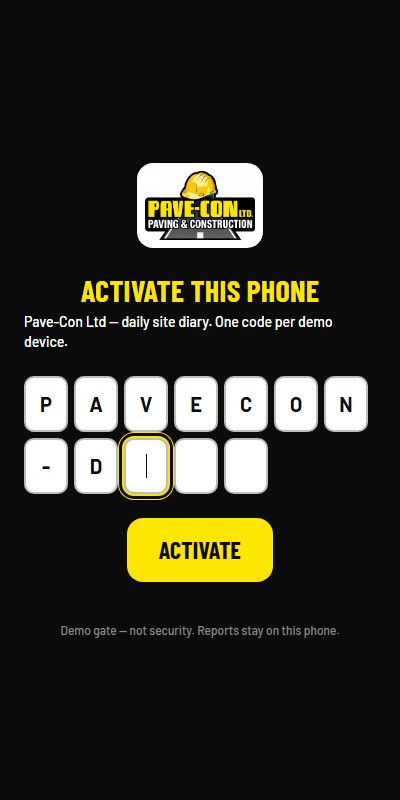 PAVE-CON LTD.
PAVING & CONSTRUCTION
ACTIVATE THIS PHONE
Pave-Con Ltd — daily site diary. One code per demo
device.
P A V E C O N
- D
ACTIVATE
Demo gate — not security. Reports stay on this phone.